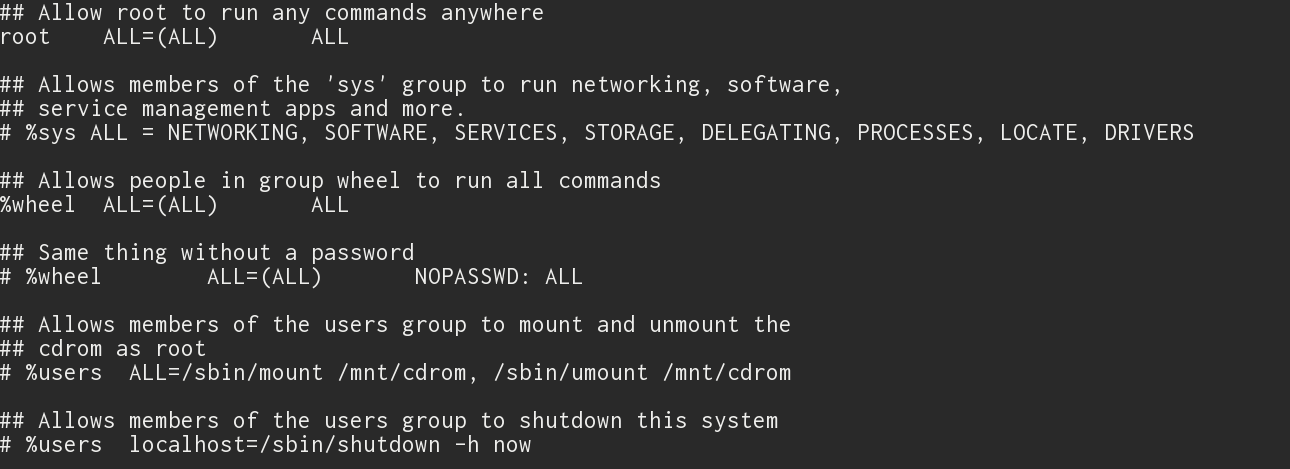 ## Allow root to run any commands anywhere
root    ALL=(ALL)       ALL

## Allows members of the 'sys' group to run networking, software,
## service management apps and more.
# %sys ALL = NETWORKING, SOFTWARE, SERVICES, STORAGE, DELEGATING, PROCESSES, LOCATE, DRIVERS

## Allows people in group wheel to run all commands
%wheel  ALL=(ALL)       ALL

## Same thing without a password
# %wheel        ALL=(ALL)       NOPASSWD: ALL

## Allows members of the users group to mount and unmount the
## cdrom as root
# %users  ALL=/sbin/mount /mnt/cdrom, /sbin/umount /mnt/cdrom

## Allows members of the users group to shutdown this system
# %users  localhost=/sbin/shutdown -h now